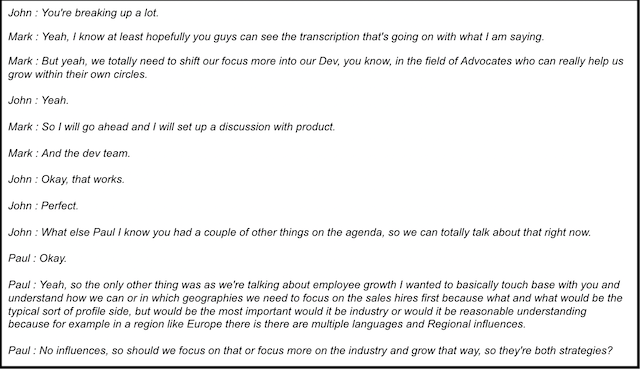 John : You're breaking up a lot.
Mark : Yeah, I know at least hopefully you guys can see the transcription that's going on with what I am saying.
Mark : But yeah, we totally need to shift our focus more into our Dev, you know, in the field of Advocates who can really help us
grow within their own circles.
John : Yeah.
Mark : So I will go ahead and I will set up a discussion with product.
Mark : And the dev team.
John : Okay, that works.
John : Perfect.
John : What else Paul I know you had a couple of other things on the agenda, so we can totally talk about that right now.
Paul : Okay.
Paul : Yeah, so the only other thing was as we're talking about employee growth I wanted to basically touch base with you and
understand how we can or in which geographies we need to focus on the sales hires first because what and what would be the
typical sort of profile side, but would be the most important would it be industry or would it be reasonable understanding
because for example in a region like Europe there is there are multiple languages and Regional influences.
Paul : No influences, so should we focus on that or focus more on the industry and grow that way, so they're both strategies?